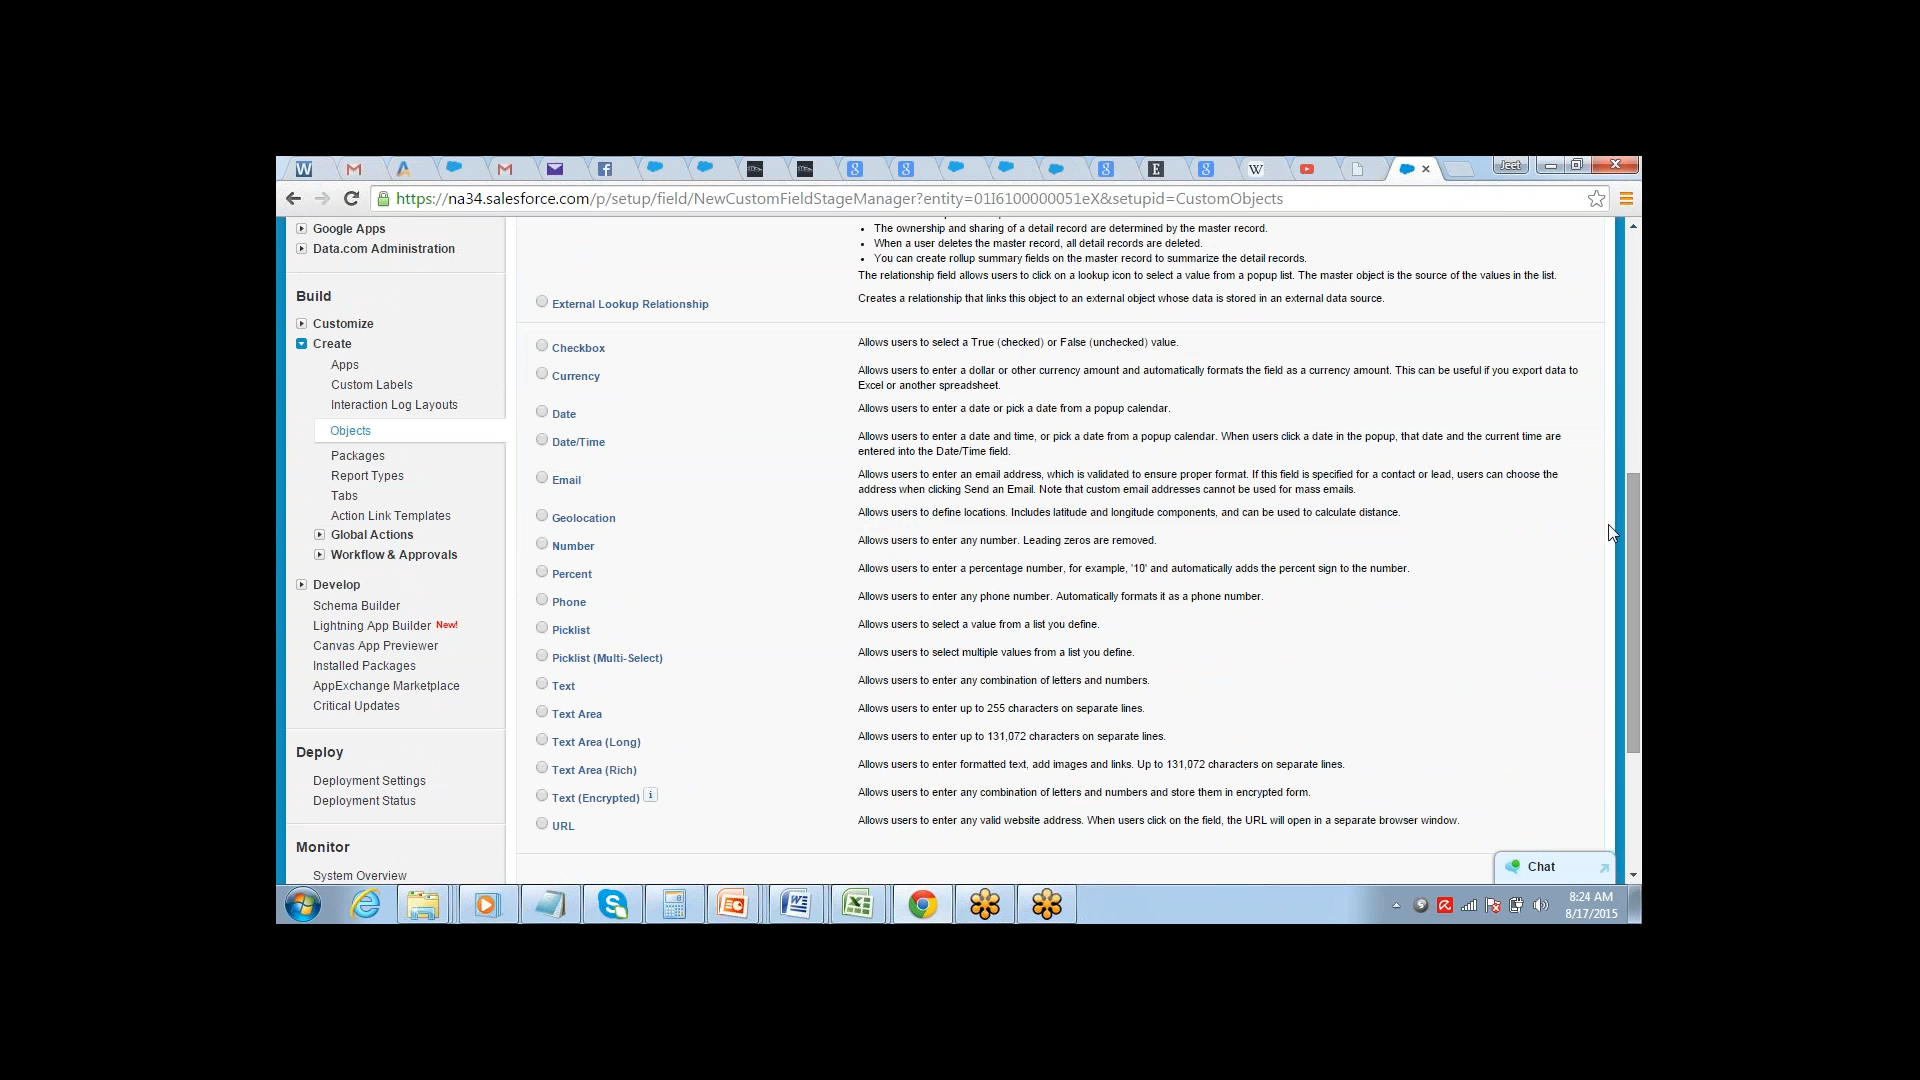 Jeet
https://na34.salesforce.com/p/setup/field/NewCustomFieldStageManager?entity=01I6100000051eX&setupid=CustomObjects
Google Apps
Data.com Administration
Build
Customize
Create
Apps
Custom Labels
Interaction Log Layouts
Objects
Packages
Report Types
Tabs
Action Link Templates
Global Actions
Workflow & Approvals
Develop
Schema Builder
Lightning App Builder New!
Canvas App Previewer
Installed Packages
AppExchange Marketplace
Critical Updates
Deploy
Deployment Settings
Deployment Status
Monitor
System Overview
• The ownership and sharing of a detail record are determined by the master record.
• When a user deletes the master record, all detail records are deleted.
• You can create rollup summary fields on the master record to summarize the detail records.
The relationship field allows users to click on a lookup icon to select a value from a popup list. The master object is the source of the values in the list.
External Lookup Relationship Creates a relationship that links this object to an external object whose data is stored in an external data source.
Checkbox Allows users to select a True (checked) or False (unchecked) value.
Currency Allows users to enter a dollar or other currency amount and automatically formats the field as a currency amount. This can be useful if you export data to
Excel or another spreadsheet.
Date Allows users to enter a date or pick a date from a popup calendar.
Date/Time Allows users to enter a date and time, or pick a date from a popup calendar. When users click a date in the popup, that date and the current time are
entered into the Date/Time field.
Email Allows users to enter an email address, which is validated to ensure proper format. If this field is specified for a contact or lead, users can choose the
address when clicking Send an Email. Note that custom email addresses cannot be used for mass emails.
Geolocation Allows users to define locations. Includes latitude and longitude components, and can be used to calculate distance.
Number Allows users to enter any number. Leading zeros are removed.
Percent Allows users to enter a percentage number, for example, '10' and automatically adds the percent sign to the number.
Phone Allows users to enter any phone number. Automatically formats it as a phone number.
Picklist Allows users to select a value from a list you define.
Picklist (Multi-Select) Allows users to select multiple values from a list you define.
Text Allows users to enter any combination of letters and numbers.
Text Area Allows users to enter up to 255 characters on separate lines.
Text Area (Long) Allows users to enter up to 131,072 characters on separate lines.
Text Area (Rich) Allows users to enter formatted text, add images and links. Up to 131,072 characters on separate lines.
Text (Encrypted) i Allows users to enter any combination of letters and numbers and store them in encrypted form.
URL Allows users to enter any valid website address. When users click on the field, the URL will open in a separate browser window.
Chat
8:24 AM
8/17/2015